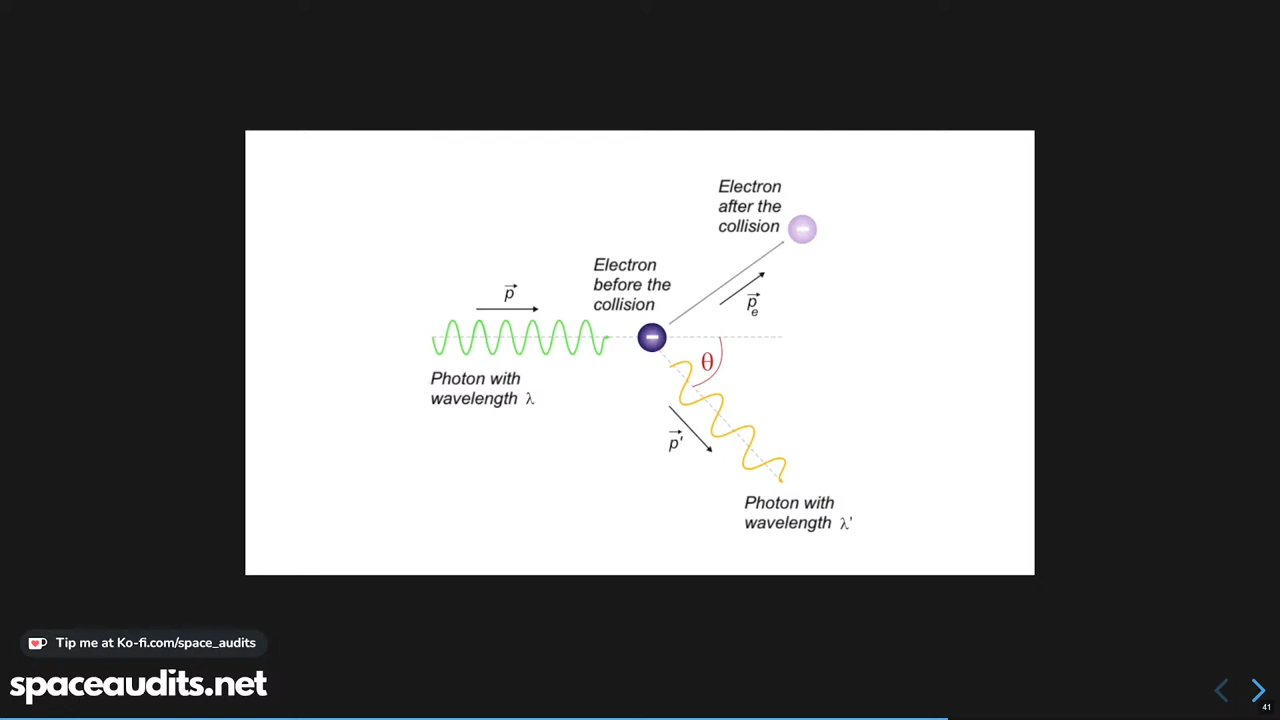 Electron
after the
collision
Electron
before the
collision
p⃗
p⃗e
θ
Photon with
wavelength λ
p⃗'
Photon with
wavelength λ'
Tip me at Ko-fi.com/space_audits
spaceaudits.net
41